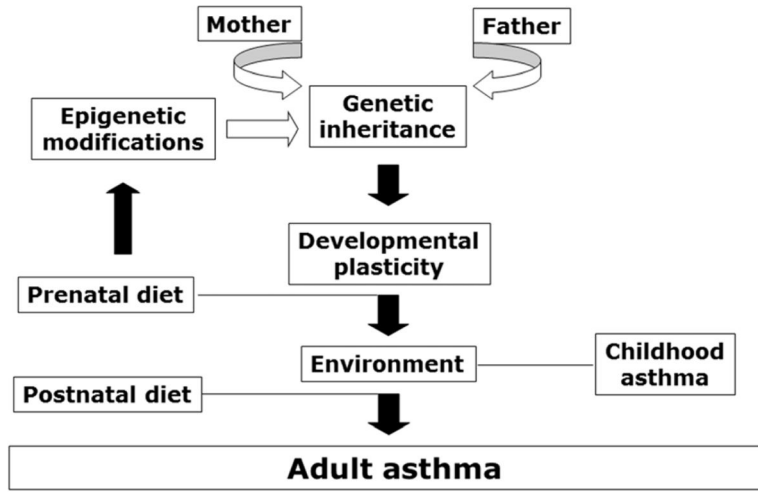 Mother
Father
Epigenetic
modifications
Genetic
inheritance
Developmental
plasticity
Prenatal diet
Environment
Childhood
asthma
Postnatal diet
Adult asthma